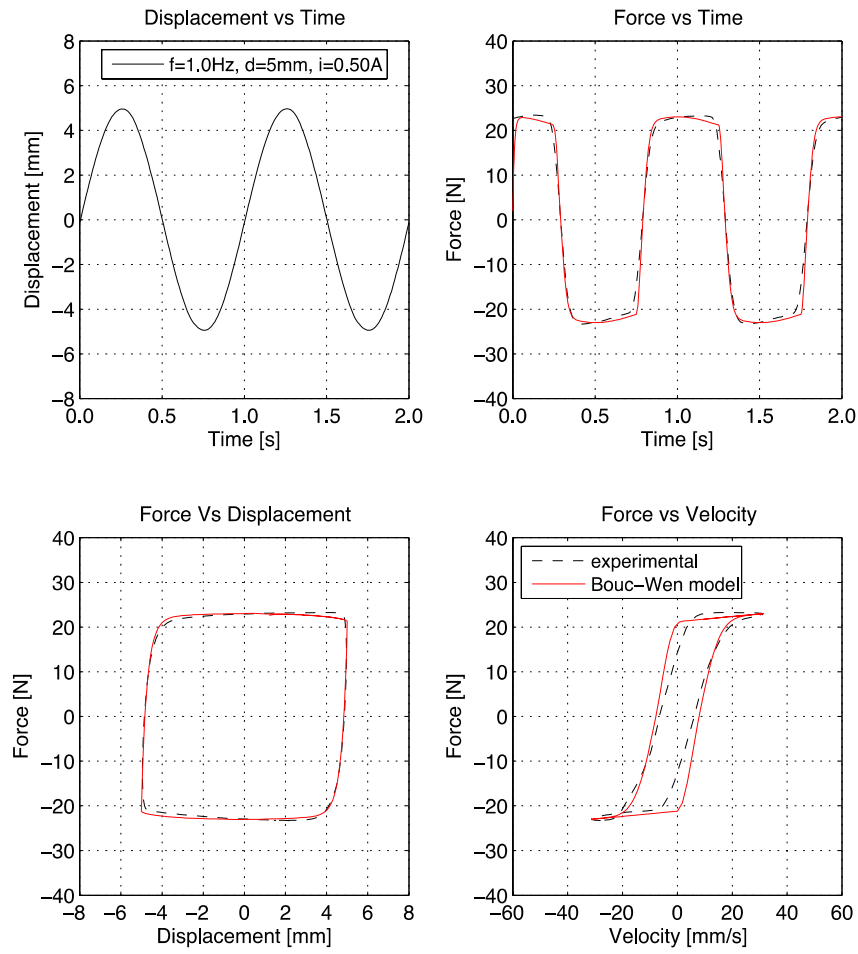 Displacement vs Time
8
6
4
2
0
−2
−4
−6
−8
Displacement [mm]
f=1.0Hz, d=5mm, i=0.50A
0.0 0.5 1.0 1.5 2.0
Time [s]
Force vs Time
40
30
20
10
0
−10
−20
−30
−40
Force [N]
0.0 0.5 1.0 1.5 2.0
Time [s]
Force Vs Displacement
40
30
20
10
0
−10
−20
−30
−40
Force [N]
−8 −6 −4 −2 0 2 4 6 8
Displacement [mm]
Force vs Velocity
40
30
20
10
0
−10
−20
−30
−40
Force [N]
experimental
Bouc−Wen model
−60 −40 −20 0 20 40 60
Velocity [mm/s]